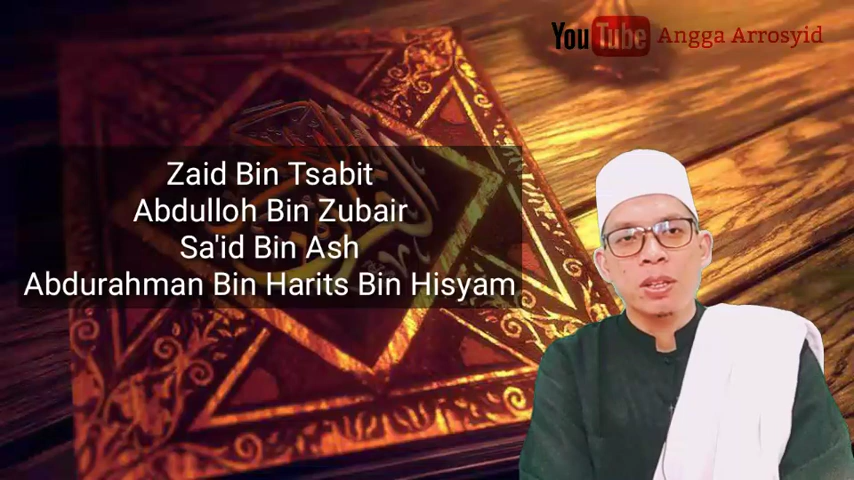 YouTube Angga Arrosyid
Zaid Bin Tsabit
Abdulloh Bin Zubair
Sa'id Bin Ash
Abdurahman Bin Harits Bin Hisyam